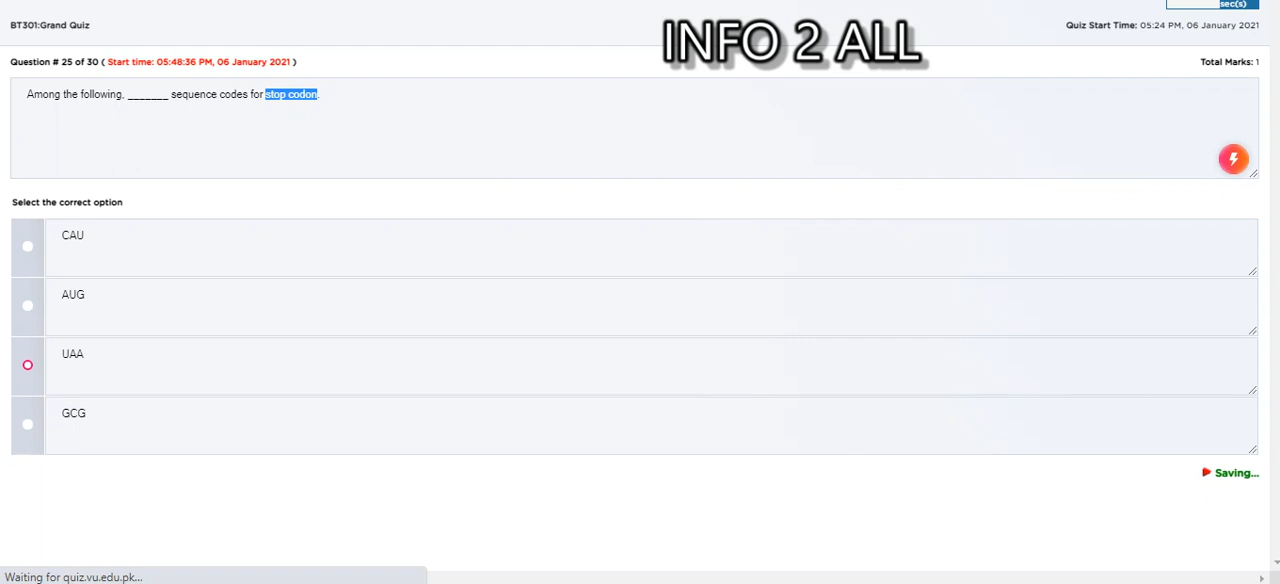 sec(s)
BT301:Grand Quiz
INFO 2 ALL
Quiz Start Time: 05:24 PM, 06 January 2021
Question # 25 of 30 ( Start time: 05:48:36 PM, 06 January 2021 )
Total Marks: 1
Among the following, _______ sequence codes for stop codon.
Select the correct option
CAU
AUG
UAA
GCG
Saving...
Waiting for quiz.vu.edu.pk...